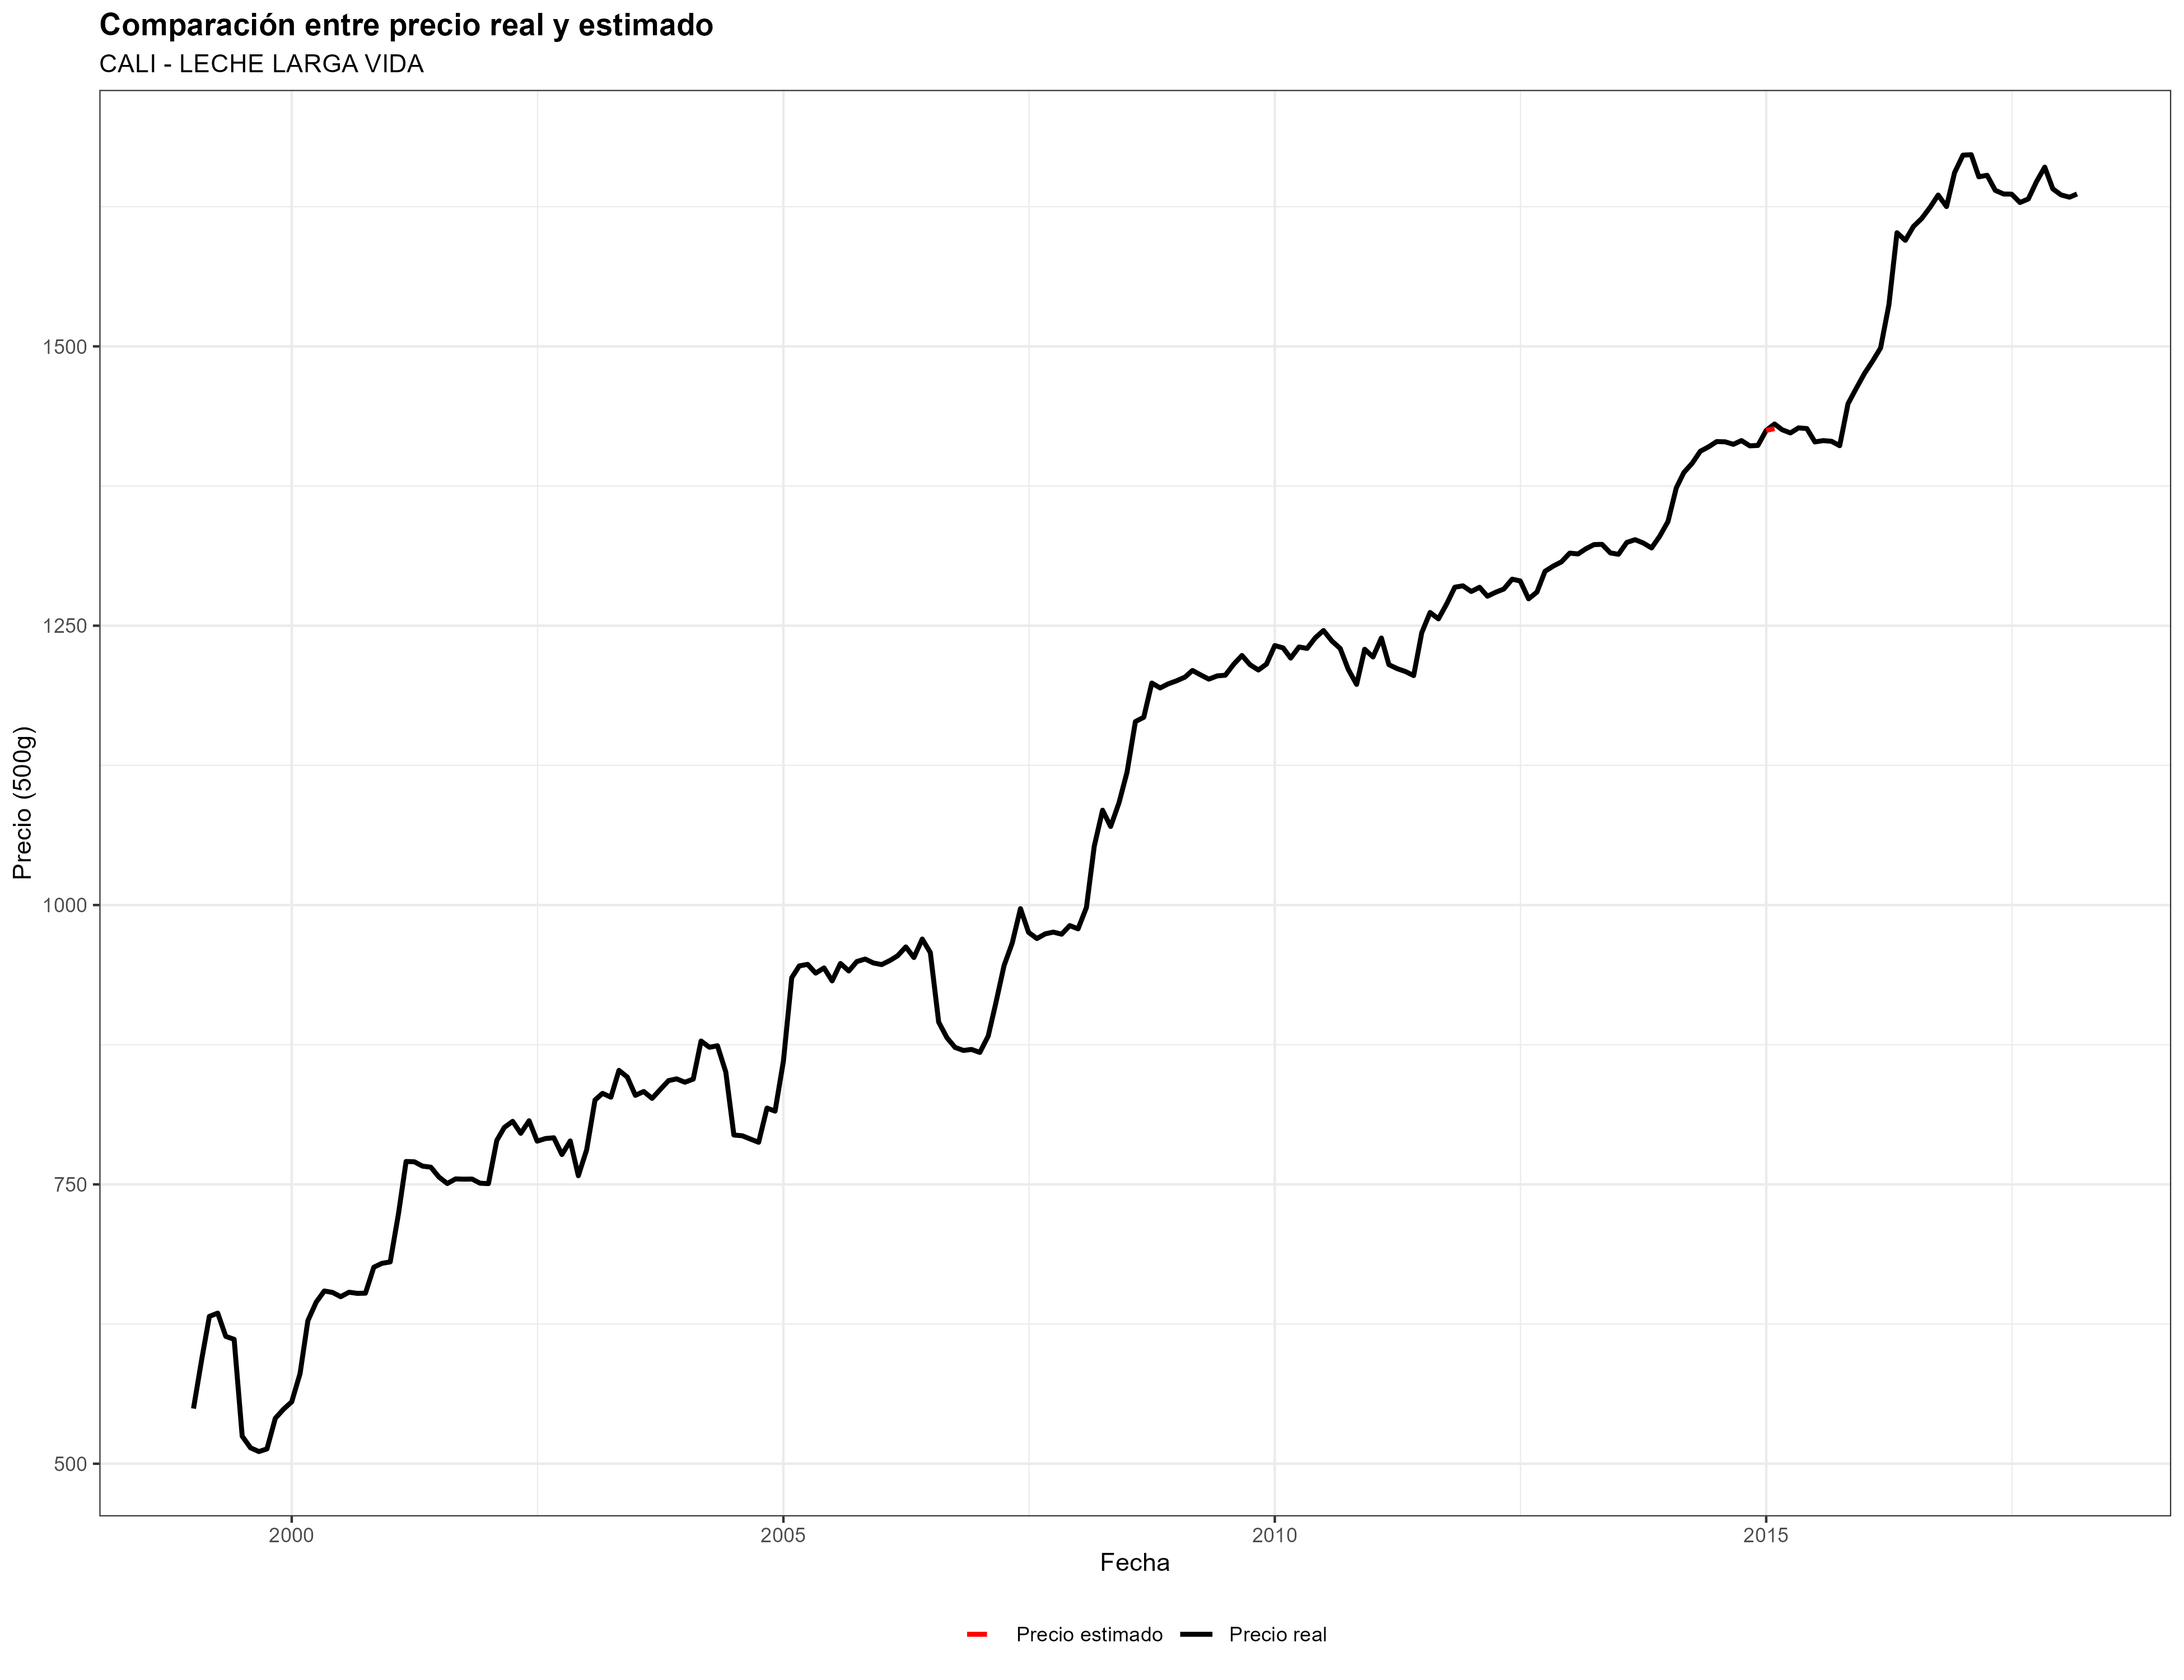 Comparación entre precio real y estimado
CALI - LECHE LARGA VIDA
Precio (500g)
1500
1250
1000
750
500
2000 2005 2010 2015
Fecha
Precio estimado Precio real